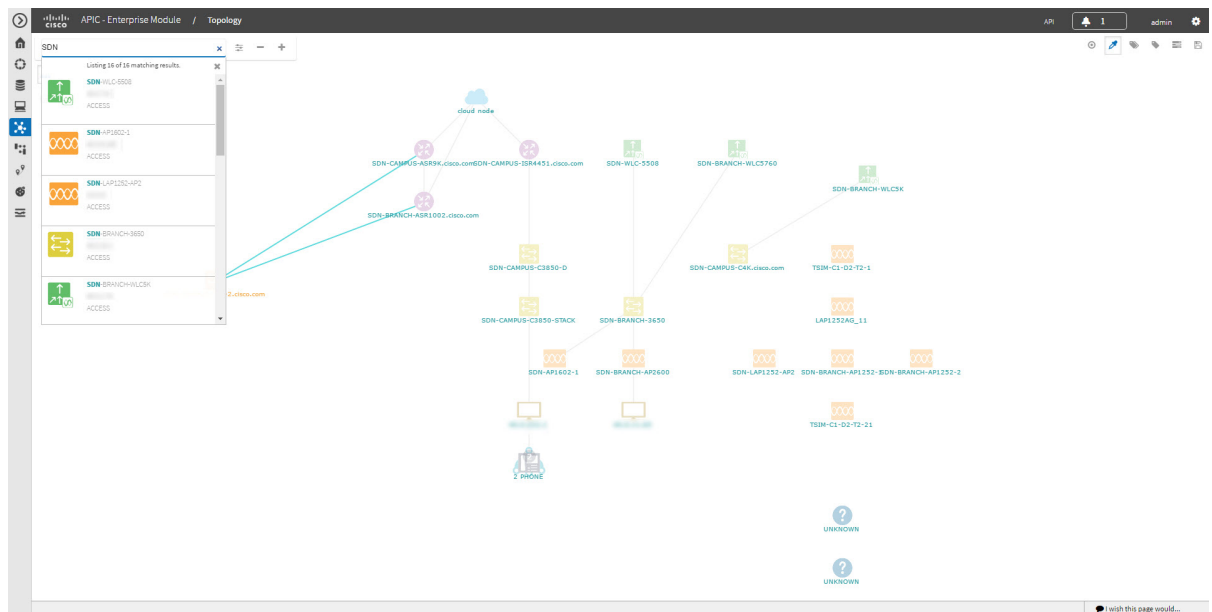 CISCO APIC - Enterprise Module / Topology API 1 admin
SDN
Listing 16 of 16 matching results.
SDN-WLC-5508
ACCESS
SDN-AP1602-1
ACCESS
SDN-LAP1252-AP2
ACCESS
SDN-BRANCH-3650
ACCESS
SDN-BRANCH-WLC5K
ACCESS
2.cisco.com
cloud node
SDN-CAMPUS-ASR9K.cisco.com
SDN-CAMPUS-ISR4451.cisco.com
SDN-WLC-5508
SDN-BRANCH-WLC5760
SDN-BRANCH-WLC5K
SDN-BRANCH-ASR1002.cisco.com
SDN-CAMPUS-C3850-D
SDN-CAMPUS-C4K.cisco.com
TSIM-C1-D2-T2-1
SDN-CAMPUS-C3850-STACK
SDN-BRANCH-3650
LAP1252AG_11
SDN-AP1602-1
SDN-BRANCH-AP2600
SDN-LAP1252-AP2
SDN-BRANCH-AP1252-1
SDN-BRANCH-AP1252-2
TSIM-C1-D2-T2-21
2 PHONE
? UNKNOWN
? UNKNOWN
I wish this page would...